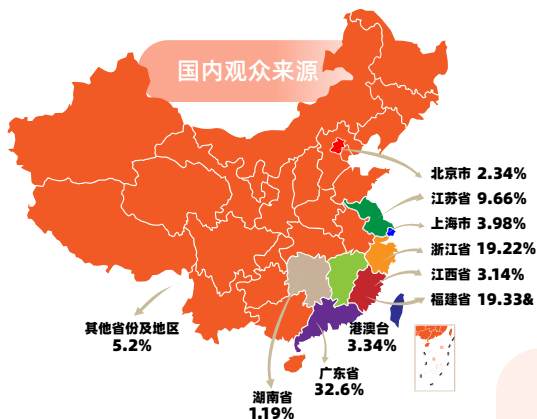 国内观众来源
北京市 2.34%
江苏省 9.66%
上海市 3.98%
浙江省 19.22%
江西省 3.14%
福建省 19.33&
港澳台
3.34%
其他省份及地区
5.2%
广东省
32.6%
湖南省
1.19%